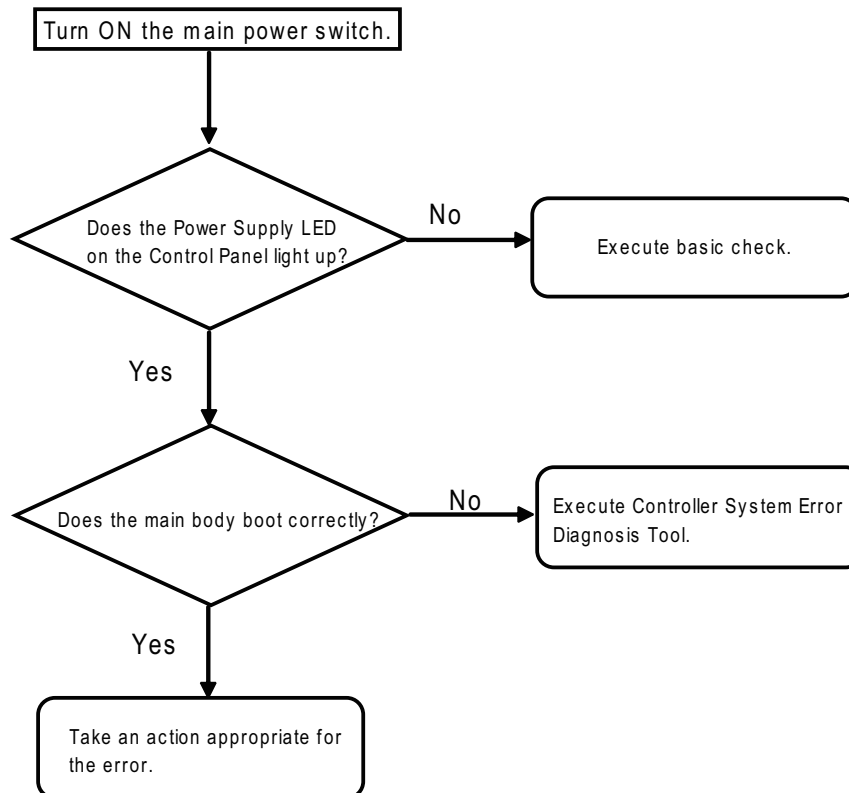 Turn ON the main power switch.
Does the Power Supply LED
on the Control Panel light up?
No
Execute basic check.
Yes
Does the main body boot correctly?
No
Execute Controller System Error
Diagnosis Tool.
Yes
Take an action appropriate for
the error.